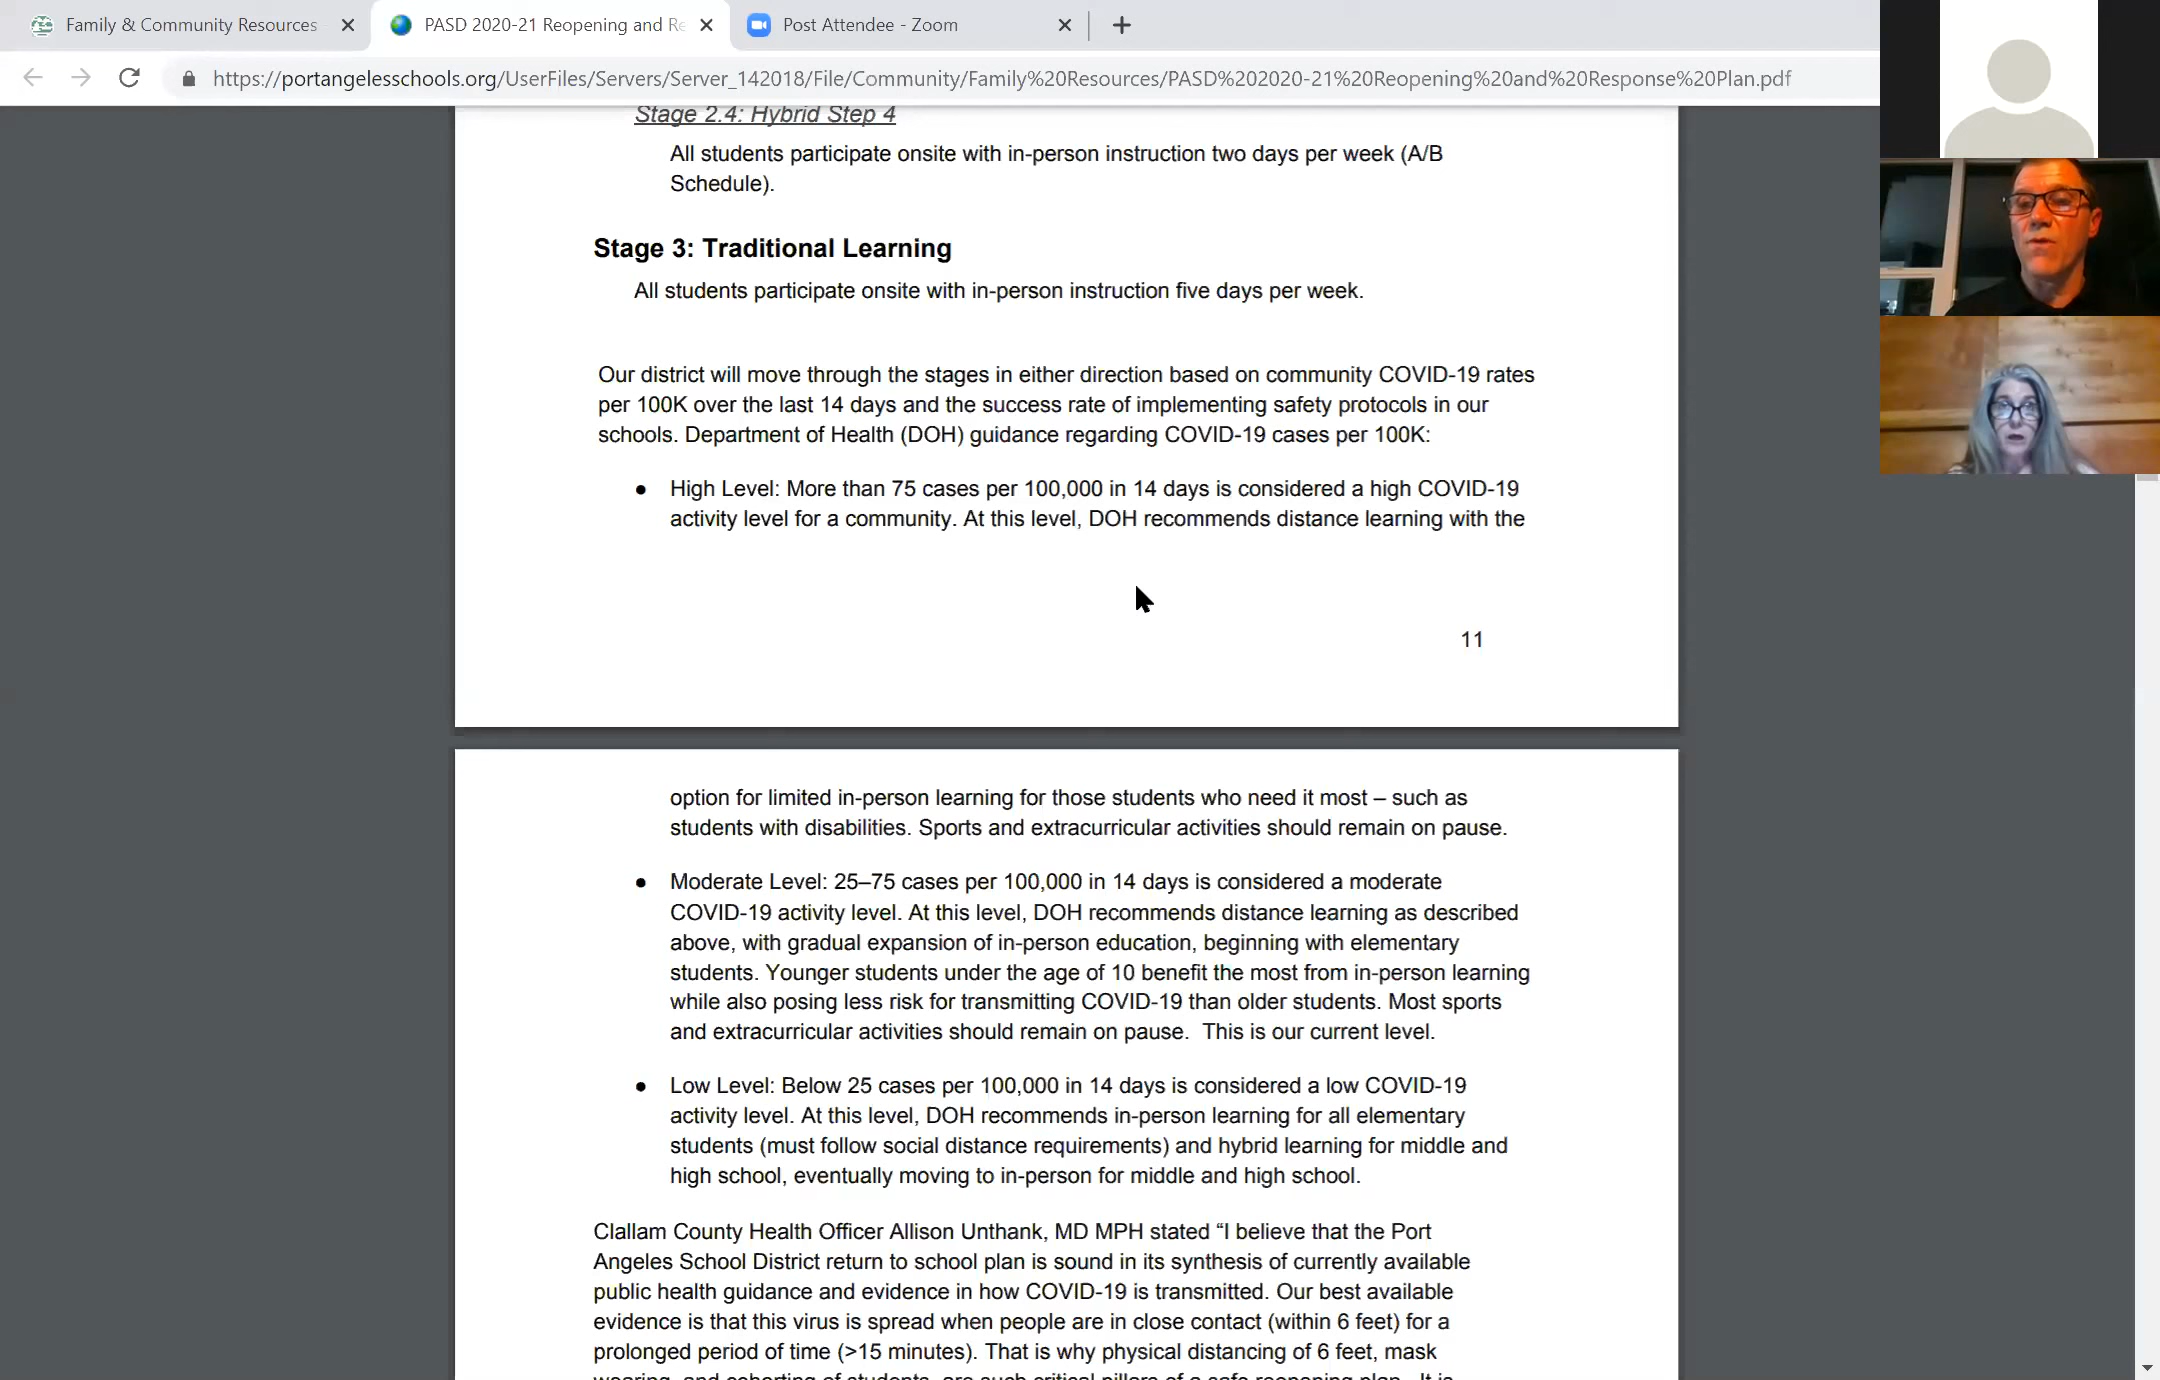 Family & Community Resources
PASD 2020-21 Reopening and Re
Post Attendee - Zoom
https://portangelesschools.org/UserFiles/Servers/Server_142018/File/Community/Family%20Resources/PASD%202020-21%20Reopening%20and%20Response%20Plan.pdf
Stage 2.4: Hybrid Step 4
All students participate onsite with in-person instruction two days per week (A/B
Schedule).
Stage 3: Traditional Learning
All students participate onsite with in-person instruction five days per week.
Our district will move through the stages in either direction based on community COVID-19 rates
per 100K over the last 14 days and the success rate of implementing safety protocols in our
schools. Department of Health (DOH) guidance regarding COVID-19 cases per 100K:
● High Level: More than 75 cases per 100,000 in 14 days is considered a high COVID-19
activity level for a community. At this level, DOH recommends distance learning with the
11
option for limited in-person learning for those students who need it most – such as
students with disabilities. Sports and extracurricular activities should remain on pause.
● Moderate Level: 25–75 cases per 100,000 in 14 days is considered a moderate
COVID-19 activity level. At this level, DOH recommends distance learning as described
above, with gradual expansion of in-person education, beginning with elementary
students. Younger students under the age of 10 benefit the most from in-person learning
while also posing less risk for transmitting COVID-19 than older students. Most sports
and extracurricular activities should remain on pause.  This is our current level.
● Low Level: Below 25 cases per 100,000 in 14 days is considered a low COVID-19
activity level. At this level, DOH recommends in-person learning for all elementary
students (must follow social distance requirements) and hybrid learning for middle and
high school, eventually moving to in-person for middle and high school.
Clallam County Health Officer Allison Unthank, MD MPH stated “I believe that the Port
Angeles School District return to school plan is sound in its synthesis of currently available
public health guidance and evidence in how COVID-19 is transmitted. Our best available
evidence is that this virus is spread when people are in close contact (within 6 feet) for a
prolonged period of time (>15 minutes). That is why physical distancing of 6 feet, mask
wearing, and cohorting of students, are such critical pillars of a safe reopening plan. It is